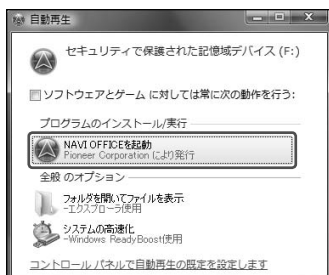 自動再生
セキュリティで保護された記憶域デバイス (F:)
ソフトウェアとゲーム に対しては常に次の動作を行う:
プログラムのインストール/実行
NAVI OFFICEを起動
Pioneer Corporation により発行
全般 のオプション
フォルダを開いてファイルを表示
-エクスプローラ使用
システムの高速化
-Windows ReadyBoost使用
コントロール パネルで自動再生の既定を設定します